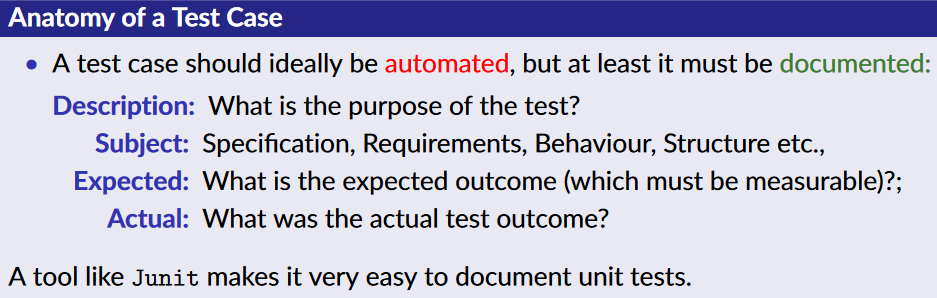 Anatomy of a Test Case
• A test case should ideally be automated, but at least it must be documented:
Description: What is the purpose of the test?
Subject: Specification, Requirements, Behaviour, Structure etc.,
Expected: What is the expected outcome (which must be measurable)?;
Actual: What was the actual test outcome?
A tool like Junit makes it very easy to document unit tests.